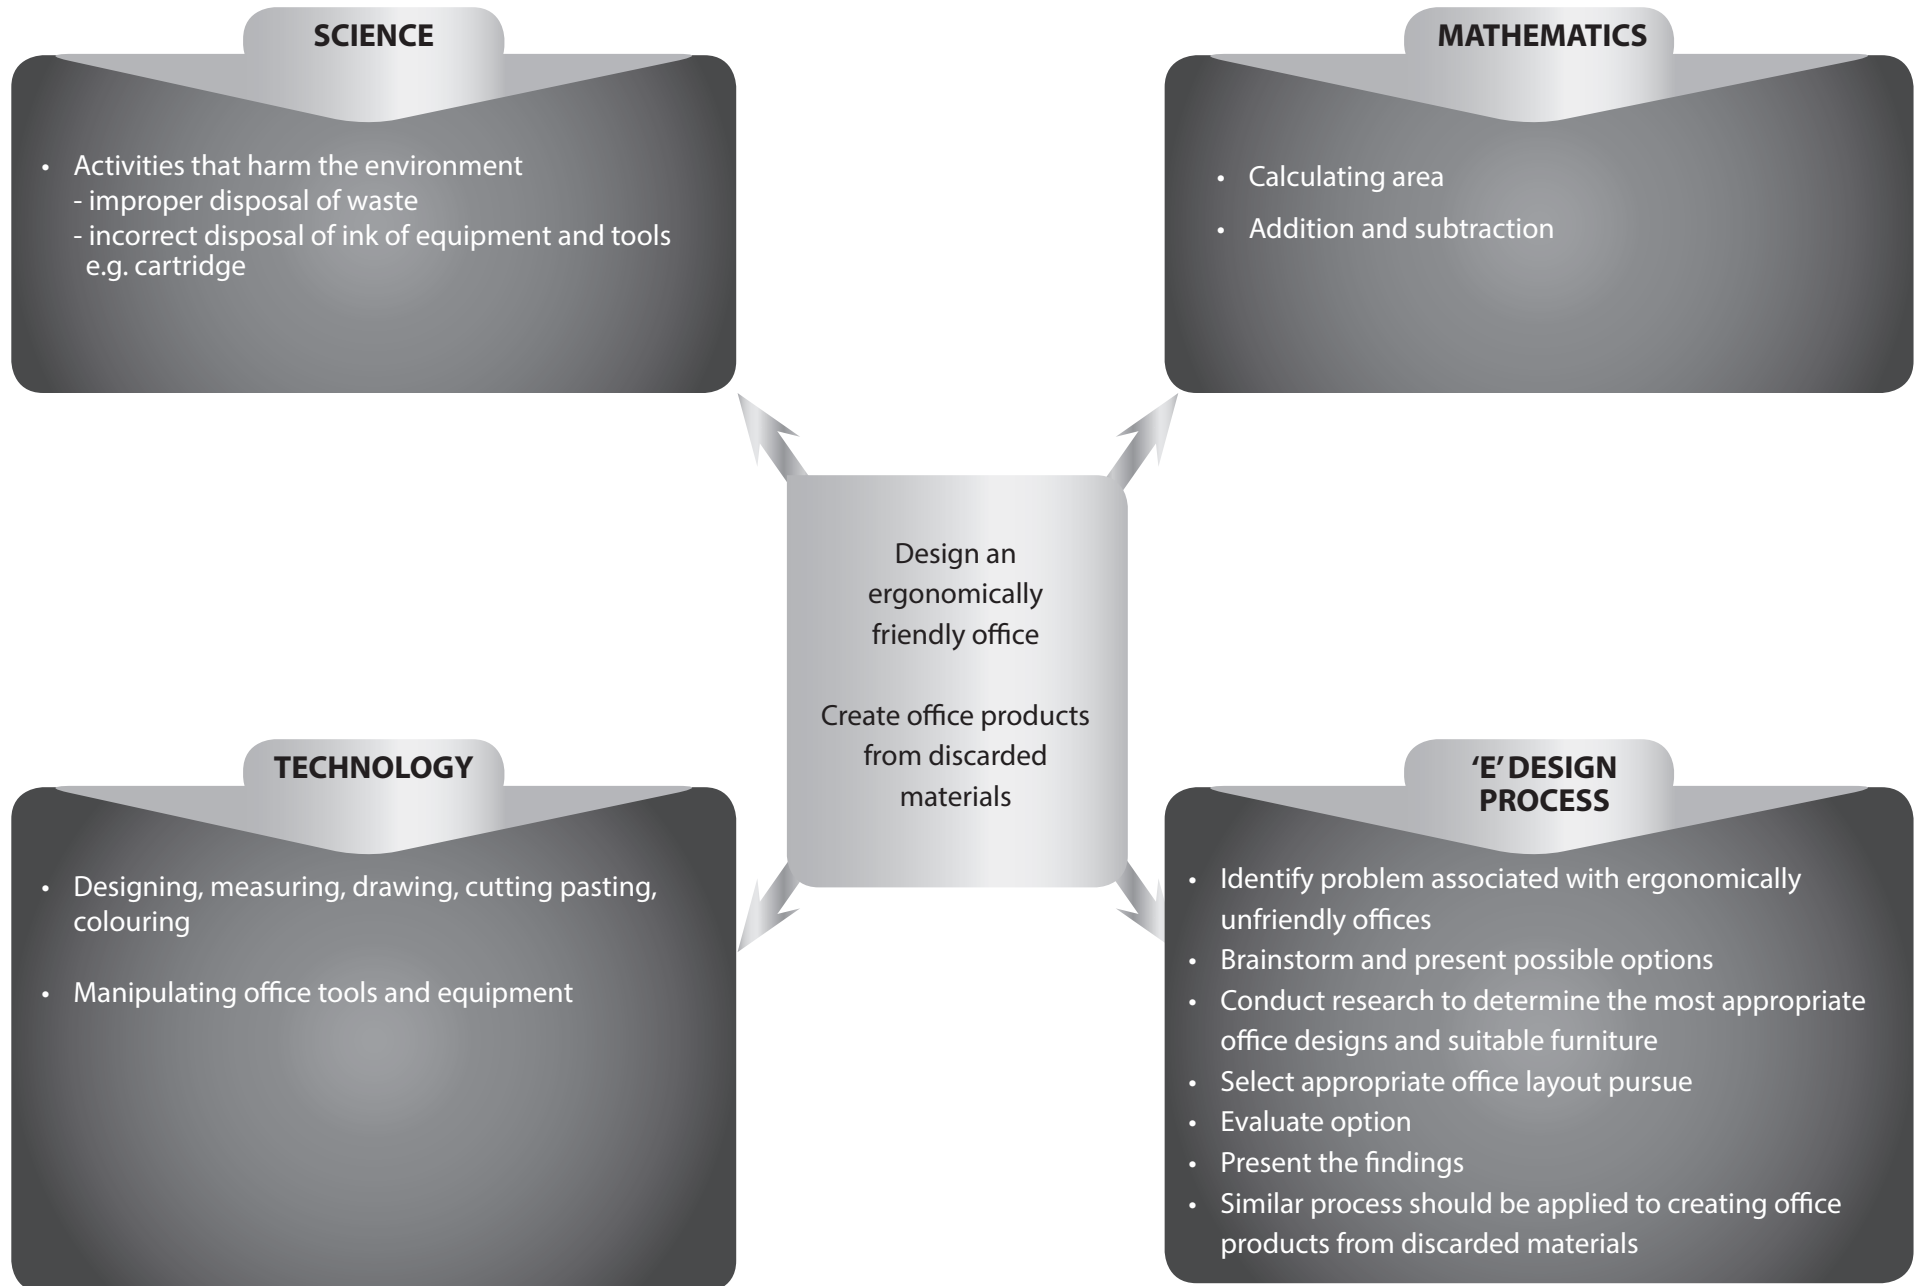 SCIENCE
• Activities that harm the environment
- improper disposal of waste
- incorrect disposal of ink of equipment and tools
e.g. cartridge
MATHEMATICS
• Calculating area
• Addition and subtraction
Design an
ergonomically
friendly office
Create office products
from discarded
materials
TECHNOLOGY
• Designing, measuring, drawing, cutting pasting,
colouring
• Manipulating office tools and equipment
‘E’ DESIGN
PROCESS
• Identify problem associated with ergonomically
unfriendly offices
• Brainstorm and present possible options
• Conduct research to determine the most appropriate
office designs and suitable furniture
• Select appropriate office layout pursue
• Evaluate option
• Present the findings
• Similar process should be applied to creating office
products from discarded materials